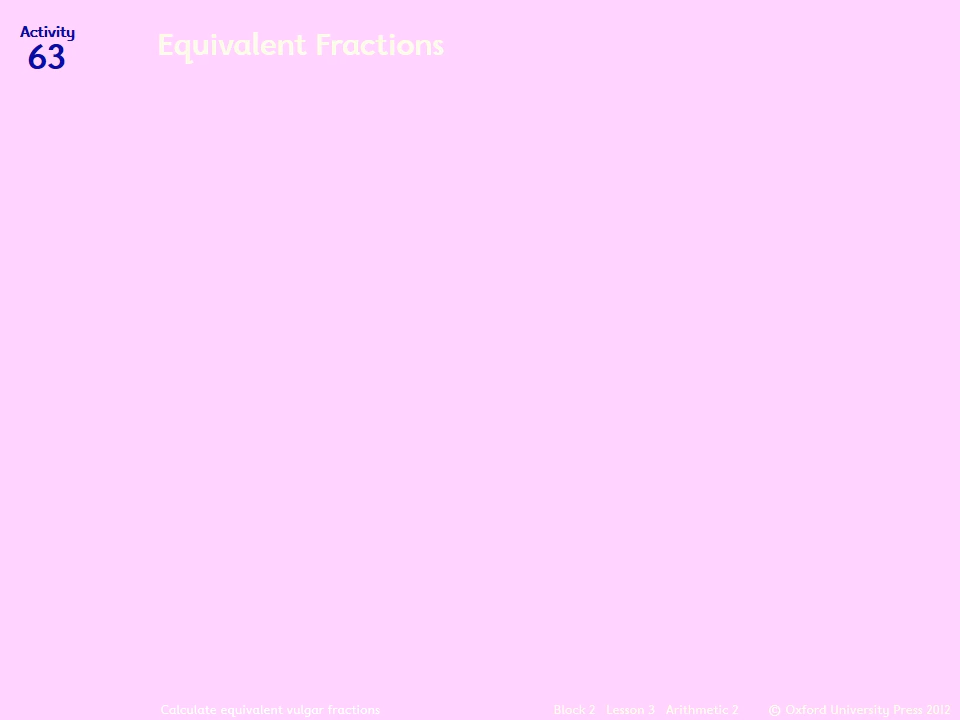 Activity
63
Equivalent Fractions
Calculate equivalent vulgar fractions
Block 2 Lesson 3 Arithmetic 2 © Oxford University Press 2012